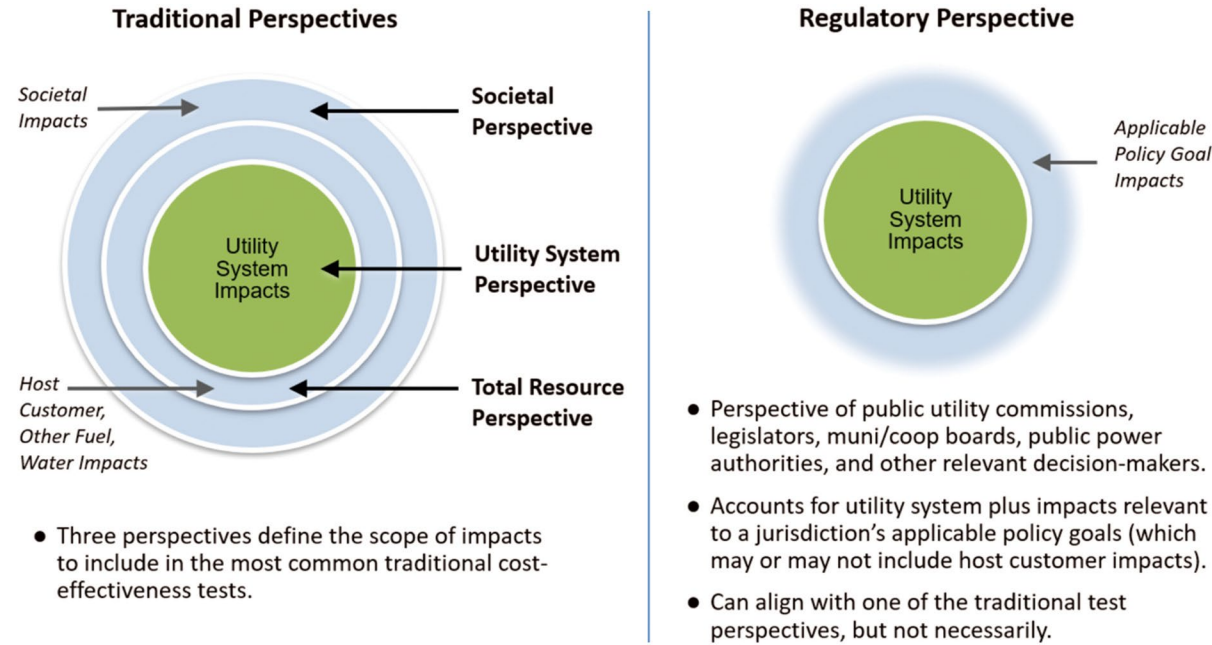 Traditional Perspectives
Societal
Impacts
Societal
Perspective
Utility
System
Impacts
Utility System
Perspective
Host
Customer,
Other Fuel,
Water Impacts
Total Resource
Perspective
● Three perspectives define the scope of impacts
to include in the most common traditional cost-
effectiveness tests.
Regulatory Perspective
Applicable
Policy Goal
Impacts
Utility
System
Impacts
● Perspective of public utility commissions,
legislators, muni/coop boards, public power
authorities, and other relevant decision-makers.
● Accounts for utility system plus impacts relevant
to a jurisdiction’s applicable policy goals (which
may or may not include host customer impacts).
● Can align with one of the traditional test
perspectives, but not necessarily.